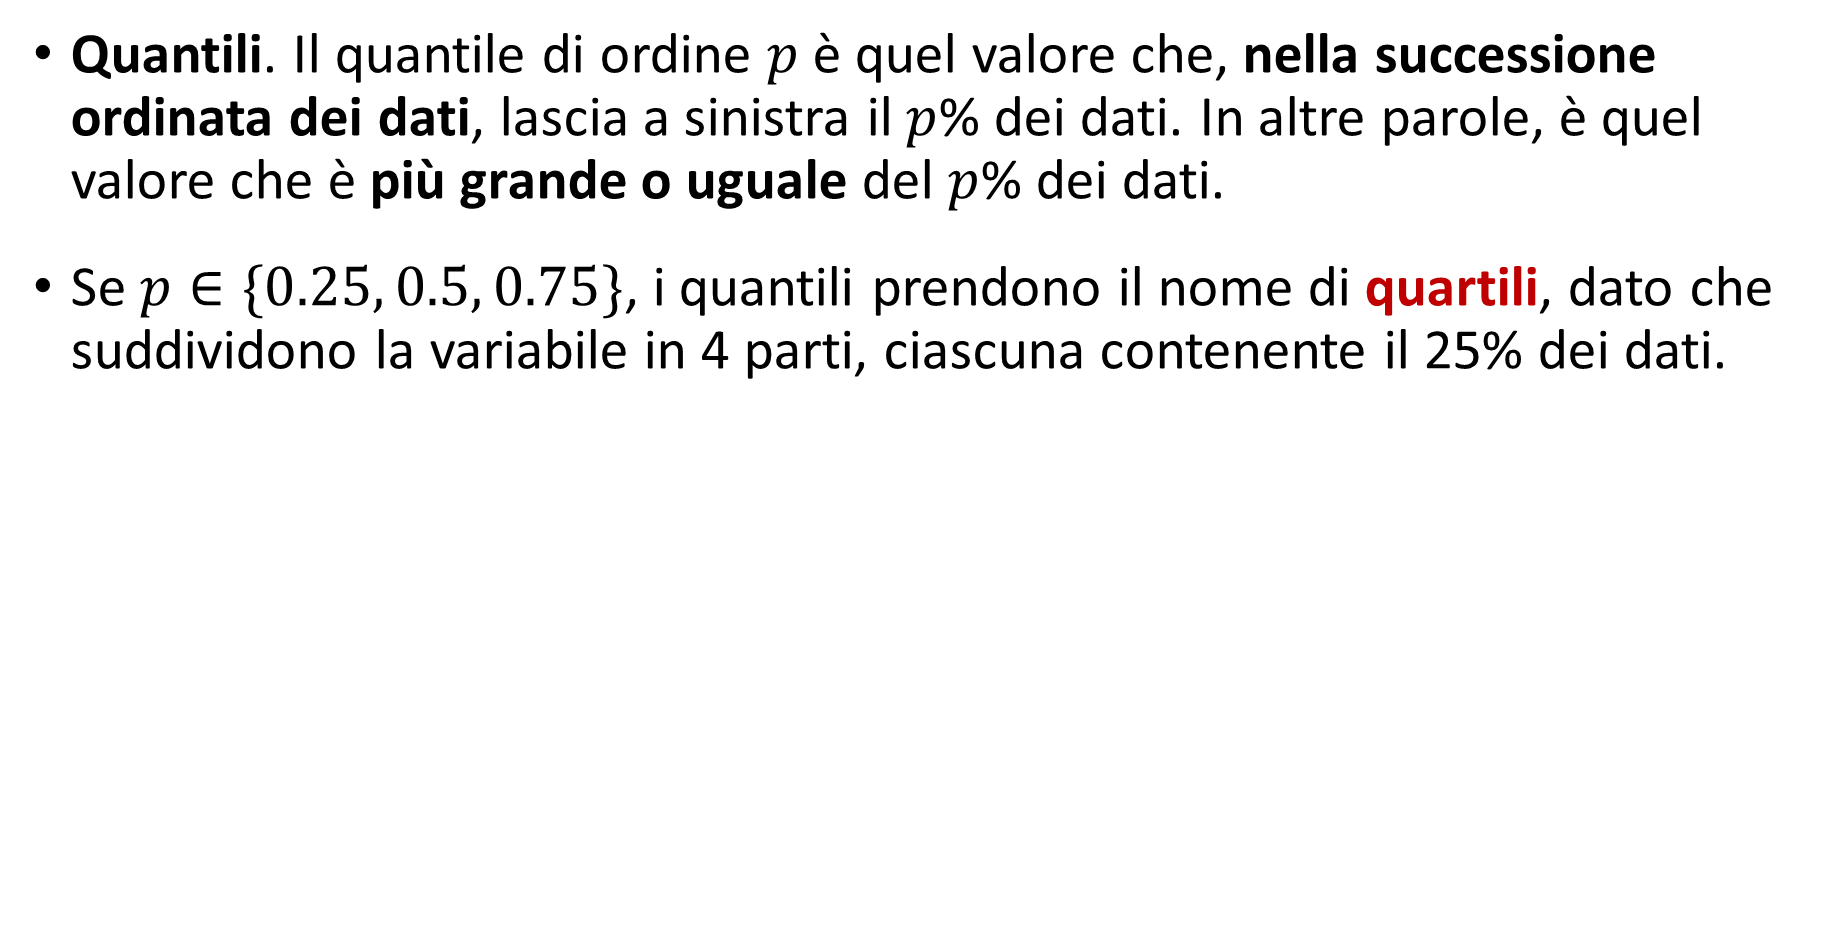 • Quantili. Il quantile di ordine 𝑝 è quel valore che, nella successione
ordinata dei dati, lascia a sinistra il 𝑝% dei dati. In altre parole, è quel
valore che è più grande o uguale del 𝑝% dei dati.
• Se 𝑝 ∈ {0.25, 0.5, 0.75}, i quantili prendono il nome di quartili, dato che
suddividono la variabile in 4 parti, ciascuna contenente il 25% dei dati.